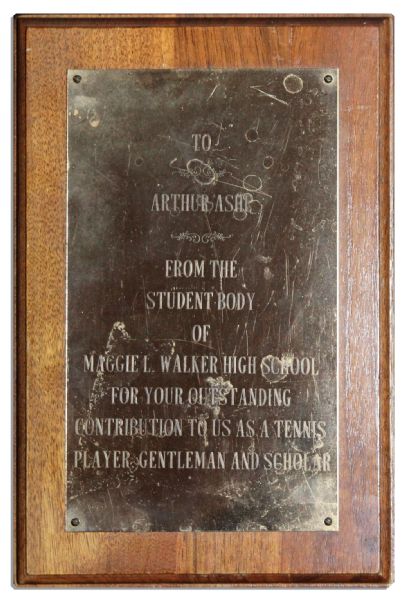 TO
ARTHUR ASHE
FROM THE
STUDENT BODY
OF
MAGGIE L. WALKER HIGH SCHOOL
FOR YOUR OUTSTANDING
CONTRIBUTION TO US AS A TENNIS
PLAYER, GENTLEMAN AND SCHOLAR